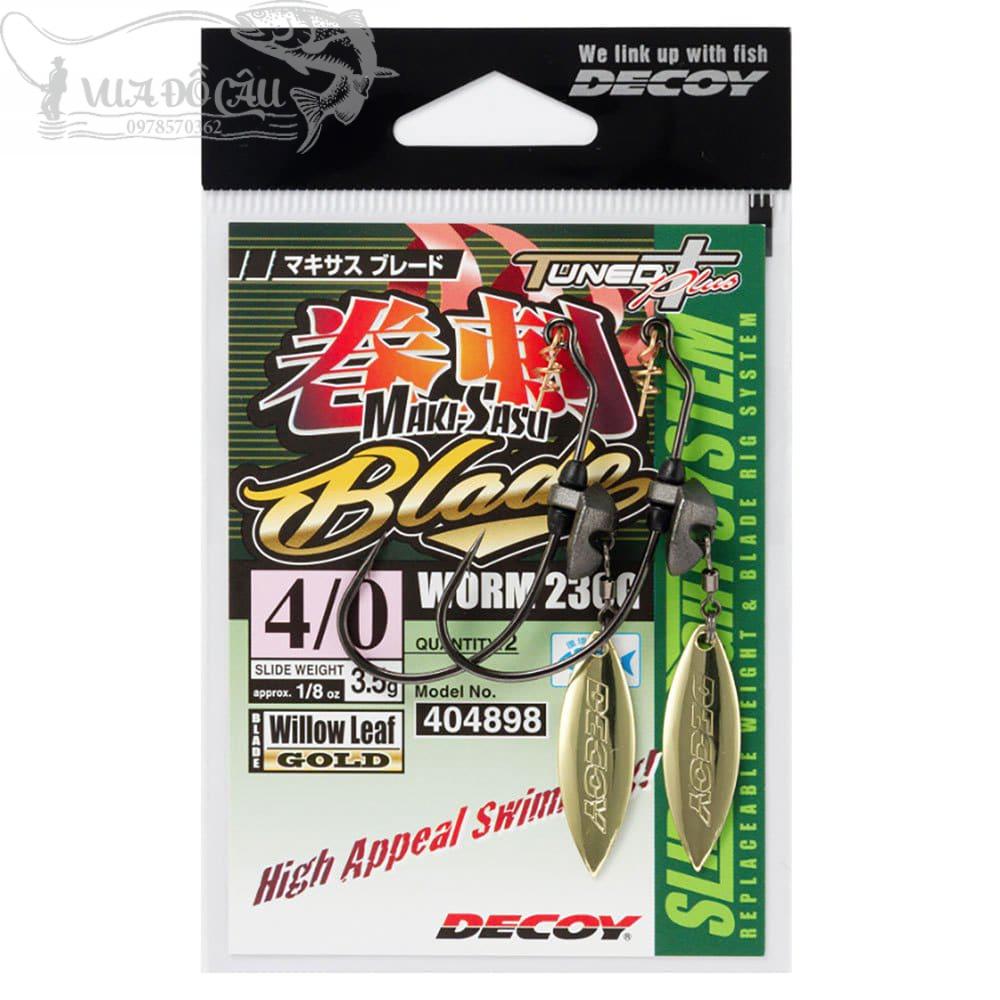 VUA ĐỒ CÂU
0978570362
We link up with fish
DECOY
マキサス ブレード
TUNED Plus
巻刺
MAKI-SASU
Blade
4/0
WORM 230G
SLIDE WEIGHT
approx. 1/8 oz
3.5g
QUANTITY 2
Model No.
404898
BLADE
Willow Leaf
GOLD
High Appeal
DECOY
DECOY
DECOY®
SYSTEM
REPLACEABLE WEIGHT & BLADE RIG SYSTEM